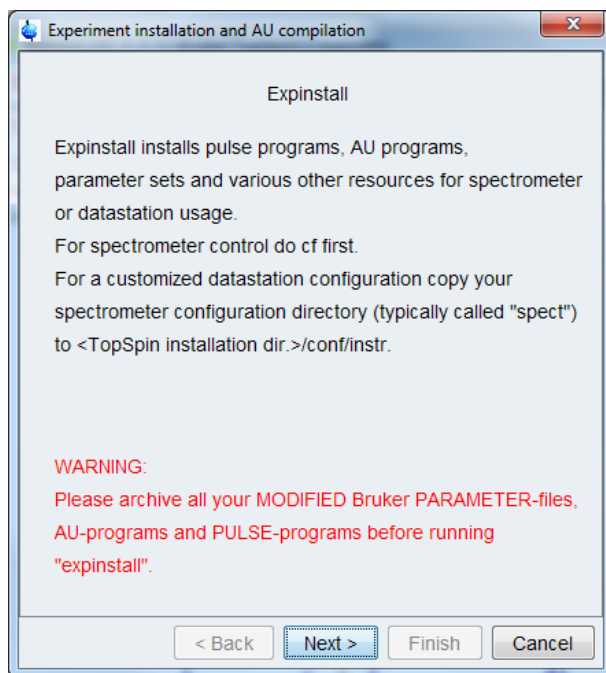 Experiment installation and AU compilation
Expinstall
Expinstall installs pulse programs, AU programs,
parameter sets and various other resources for spectrometer
or datastation usage.
For spectrometer control do cf first.
For a customized datastation configuration copy your
spectrometer configuration directory (typically called "spect")
to <TopSpin installation dir.>/conf/instr.
WARNING:
Please archive all your MODIFIED Bruker PARAMETER-files,
AU-programs and PULSE-programs before running
"expinstall".
< Back Next > Finish Cancel